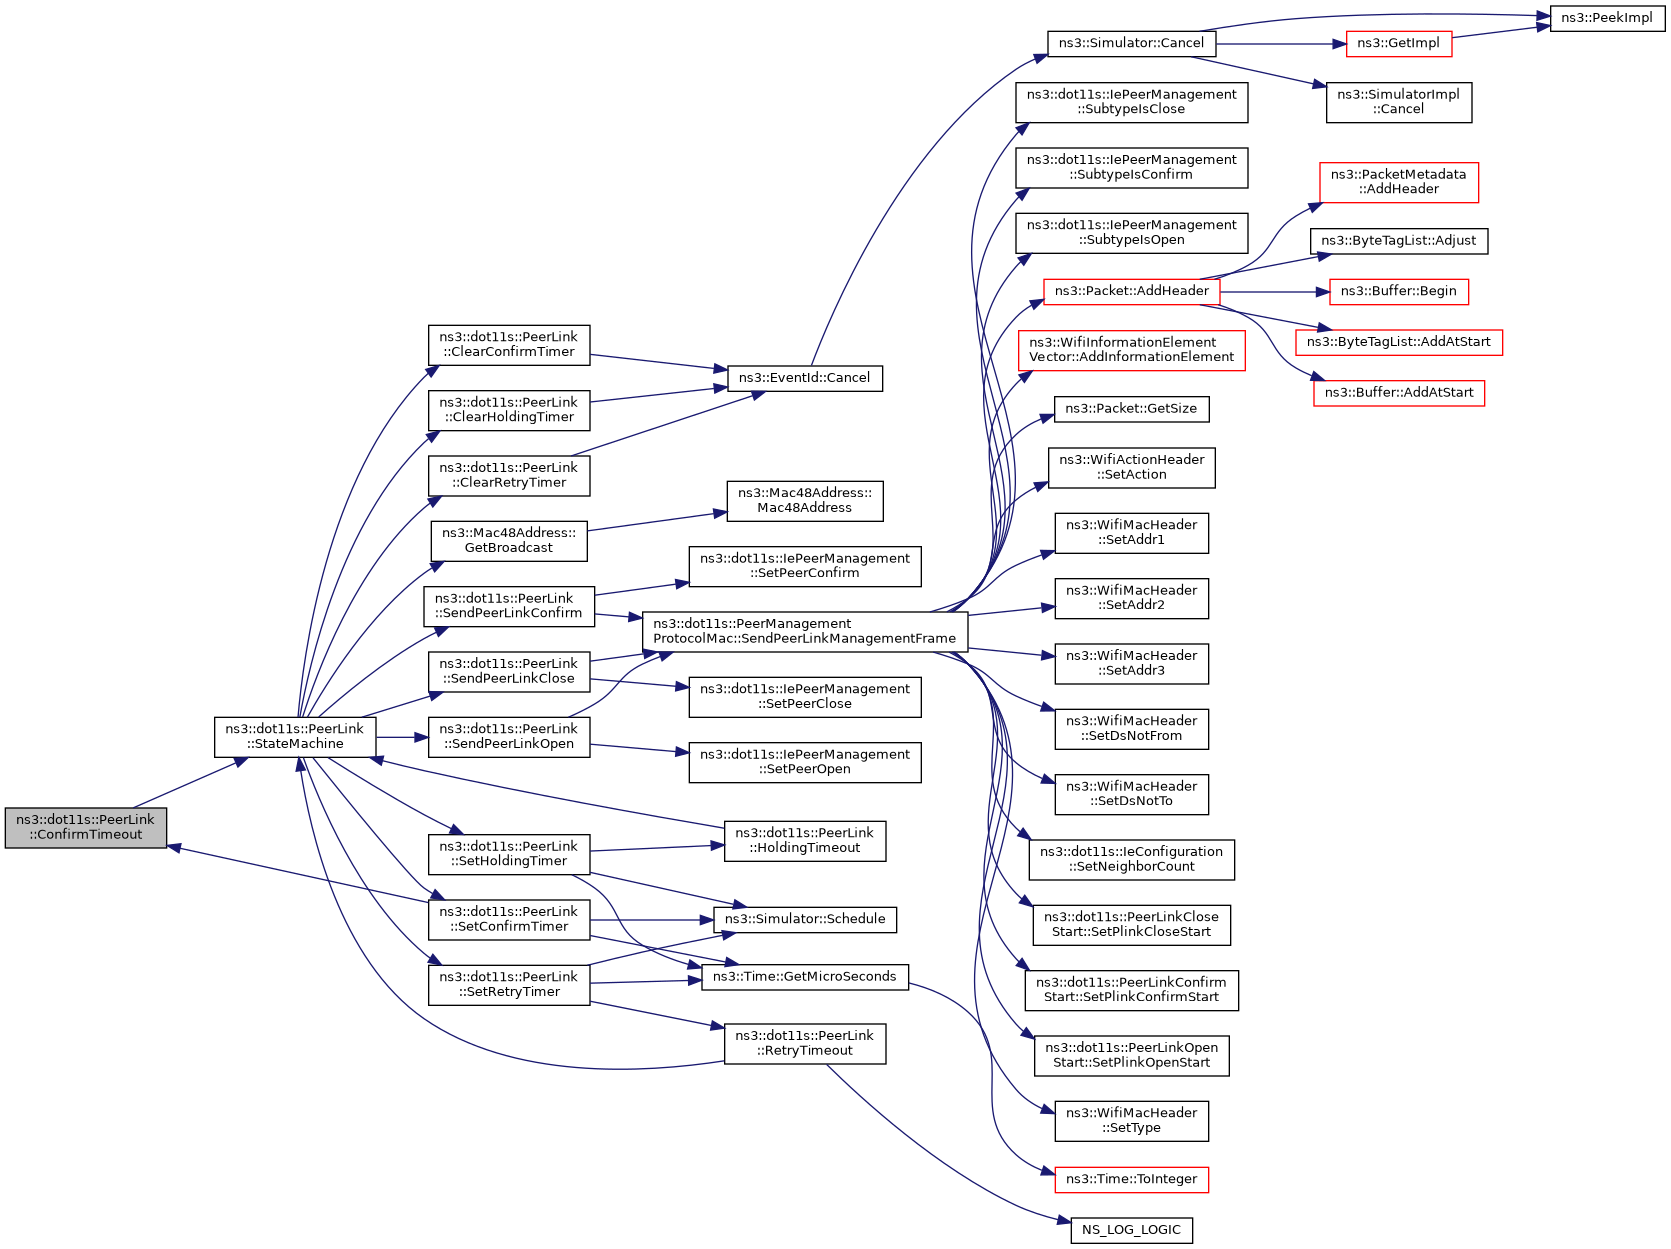 ns3::dot11s::PeerLink
::ConfirmTimeout
ns3::dot11s::PeerLink
::StateMachine
ns3::dot11s::PeerLink
::ClearConfirmTimer
ns3::dot11s::PeerLink
::ClearHoldingTimer
ns3::dot11s::PeerLink
::ClearRetryTimer
ns3::Mac48Address::
GetBroadcast
ns3::dot11s::PeerLink
::SendPeerLinkConfirm
ns3::dot11s::PeerLink
::SendPeerLinkClose
ns3::dot11s::PeerLink
::SendPeerLinkOpen
ns3::dot11s::PeerLink
::SetHoldingTimer
ns3::dot11s::PeerLink
::SetConfirmTimer
ns3::dot11s::PeerLink
::SetRetryTimer
ns3::EventId::Cancel
ns3::Mac48Address::
Mac48Address
ns3::dot11s::IePeerManagement
::SetPeerConfirm
ns3::dot11s::PeerManagement
ProtocolMac::SendPeerLinkManagementFrame
ns3::dot11s::IePeerManagement
::SetPeerClose
ns3::dot11s::IePeerManagement
::SetPeerOpen
ns3::dot11s::PeerLink
::HoldingTimeout
ns3::Simulator::Schedule
ns3::Time::GetMicroSeconds
ns3::dot11s::PeerLink
::RetryTimeout
ns3::Simulator::Cancel
ns3::dot11s::IePeerManagement
::SubtypeIsClose
ns3::dot11s::IePeerManagement
::SubtypeIsConfirm
ns3::dot11s::IePeerManagement
::SubtypeIsOpen
ns3::Packet::AddHeader
ns3::WifiInformationElement
Vector::AddInformationElement
ns3::Packet::GetSize
ns3::WifiActionHeader
::SetAction
ns3::WifiMacHeader
::SetAddr1
ns3::WifiMacHeader
::SetAddr2
ns3::WifiMacHeader
::SetAddr3
ns3::WifiMacHeader
::SetDsNotFrom
ns3::WifiMacHeader
::SetDsNotTo
ns3::dot11s::IeConfiguration
::SetNeighborCount
ns3::dot11s::PeerLinkClose
Start::SetPlinkCloseStart
ns3::dot11s::PeerLinkConfirm
Start::SetPlinkConfirmStart
ns3::dot11s::PeerLinkOpen
Start::SetPlinkOpenStart
ns3::WifiMacHeader
::SetType
ns3::Time::ToInteger
NS_LOG_LOGIC
ns3::PeekImpl
ns3::GetImpl
ns3::SimulatorImpl
::Cancel
ns3::PacketMetadata
::AddHeader
ns3::ByteTagList::Adjust
ns3::Buffer::Begin
ns3::ByteTagList::AddAtStart
ns3::Buffer::AddAtStart